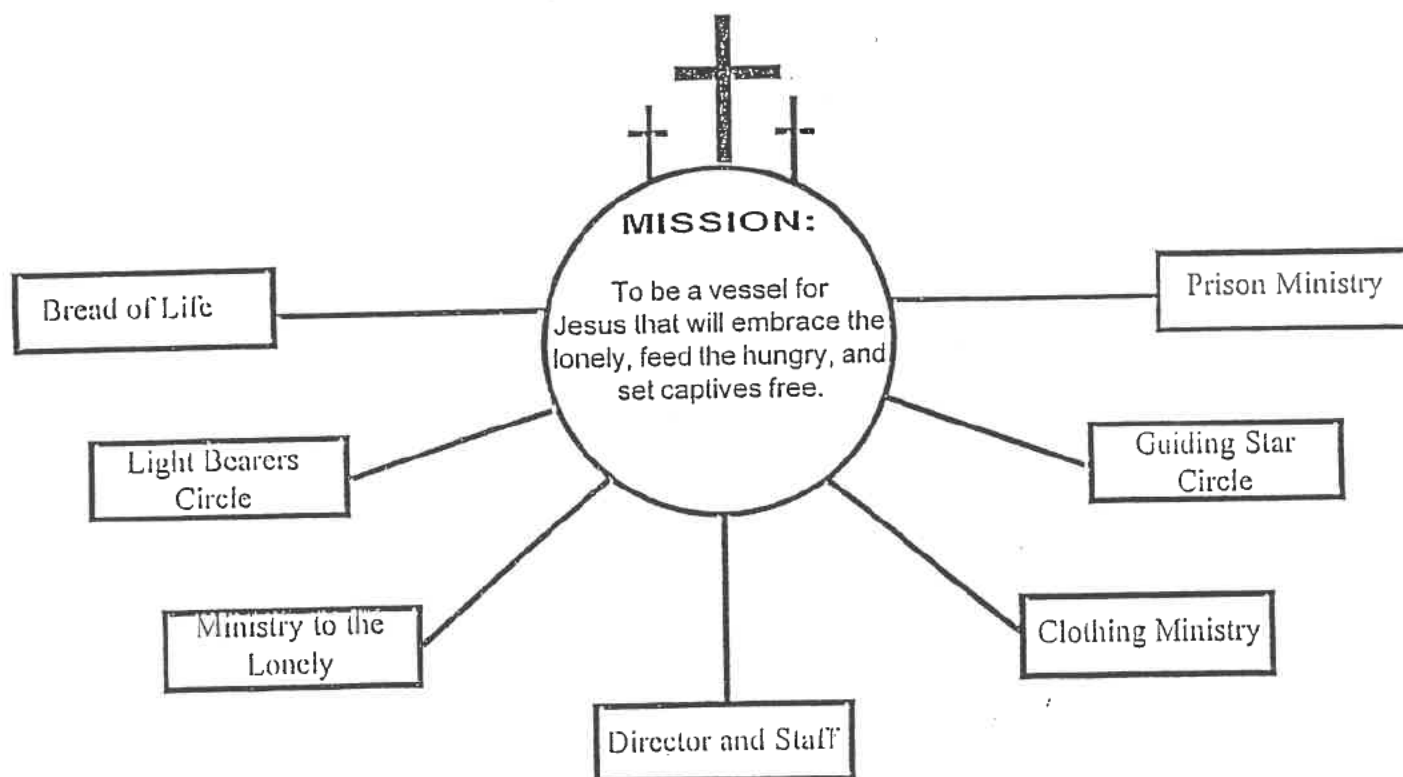 MISSION:
To be a vessel for
Jesus that will embrace the
lonely, feed the hungry, and
set captives free.
Bread of Life
Prison Ministry
Light Bearers
Circle
Guiding Star
Circle
Ministry to the
Lonely
Clothing Ministry
Director and Staff